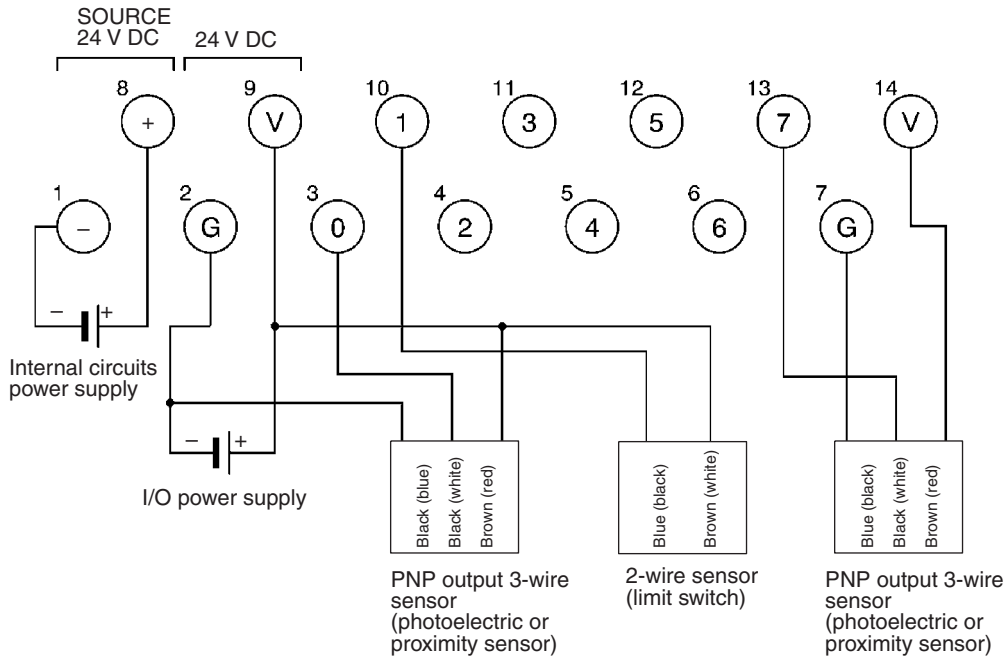 SOURCE
24 V DC
24 V DC
8
9
10
11
12
13
14
+
V
1
3
5
7
V
1
2
3
4
5
6
7
−
G
0
2
4
6
G
− +
Internal circuits
power supply
− +
I/O power supply
Black (blue)
Black (white)
Brown (red)
Blue (black)
Brown (white)
Blue (black)
Black (white)
Brown (red)
PNP output 3-wire
sensor
(photoelectric or
proximity sensor)
2-wire sensor
(limit switch)
PNP output 3-wire
sensor
(photoelectric or
proximity sensor)